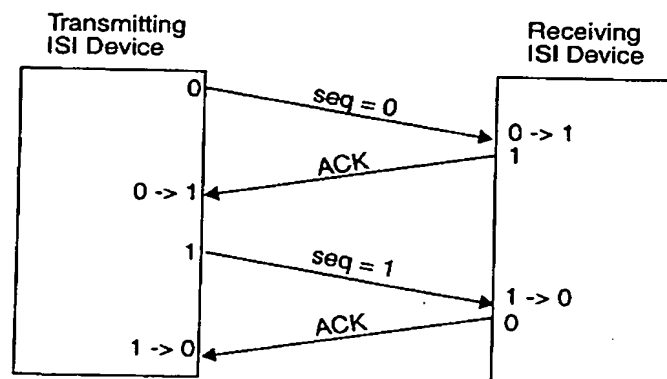 Transmitting
ISI Device
Receiving
ISI Device
0
seq = 0
0 -> 1
1
ACK
0 -> 1
1
seq = 1
1 -> 0
0
ACK
1 -> 0